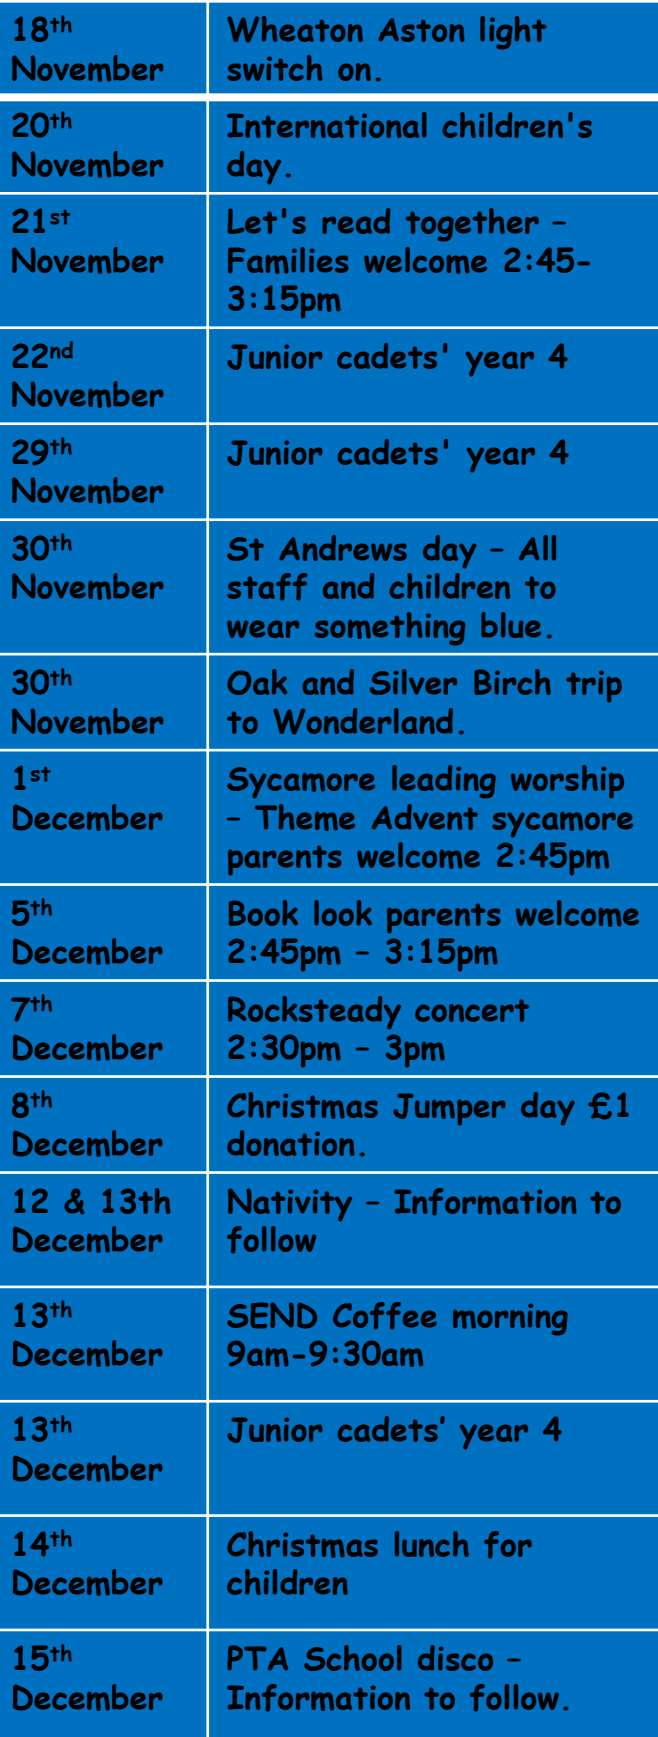 18th
November
Wheaton Aston light
switch on.
20th
November
International children's
day.
21st
November
Let's read together –
Families welcome 2:45-
3:15pm
22nd
November
Junior cadets' year 4
29th
November
Junior cadets' year 4
30th
November
St Andrews day – All
staff and children to
wear something blue.
30th
November
Oak and Silver Birch trip
to Wonderland.
1st
December
Sycamore leading worship
– Theme Advent sycamore
parents welcome 2:45pm
5th
December
Book look parents welcome
2:45pm – 3:15pm
7th
December
Rocksteady concert
2:30pm – 3pm
8th
December
Christmas Jumper day £1
donation.
12 & 13th
December
Nativity – Information to
follow
13th
December
SEND Coffee morning
9am-9:30am
13th
December
Junior cadets’ year 4
14th
December
Christmas lunch for
children
15th
December
PTA School disco –
Information to follow.